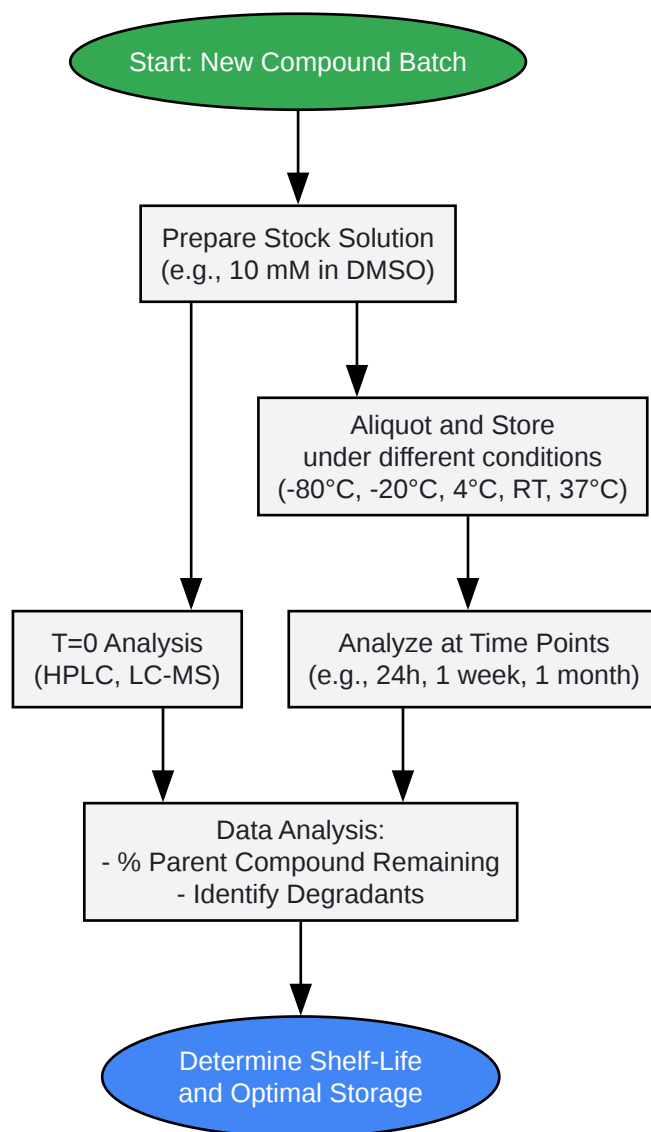 Start: New Compound Batch
Prepare Stock Solution
(e.g., 10 mM in DMSO)
Aliquot and Store
under different conditions
(-80°C, -20°C, 4°C, RT, 37°C)
T=0 Analysis
(HPLC, LC-MS)
Analyze at Time Points
(e.g., 24h, 1 week, 1 month)
Data Analysis:
- % Parent Compound Remaining
- Identify Degradants
Determine Shelf-Life
and Optimal Storage